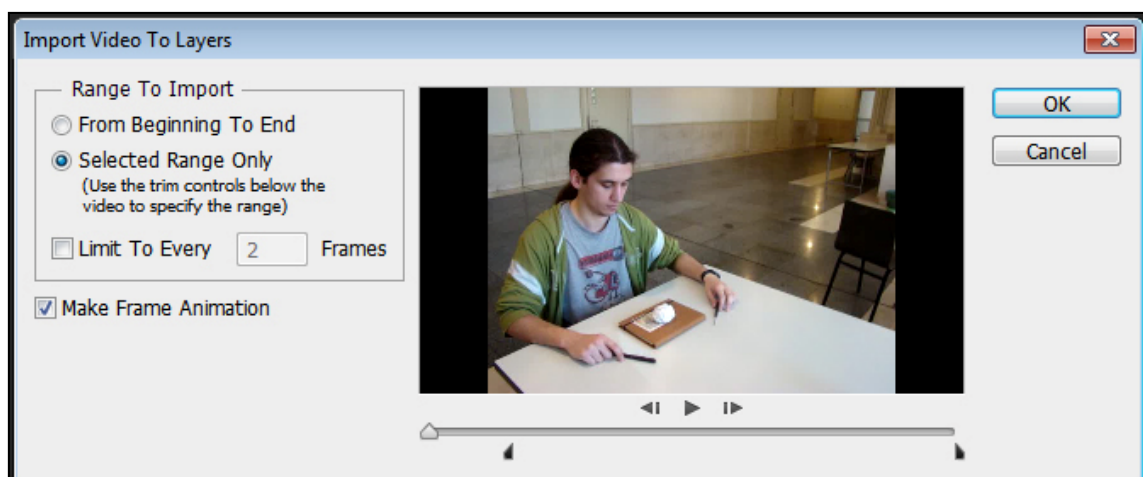 Import Video To Layers
Range To Import
From Beginning To End
Selected Range Only
(Use the trim controls below the
video to specify the range)
Limit To Every 2 Frames
Make Frame Animation
OK
Cancel